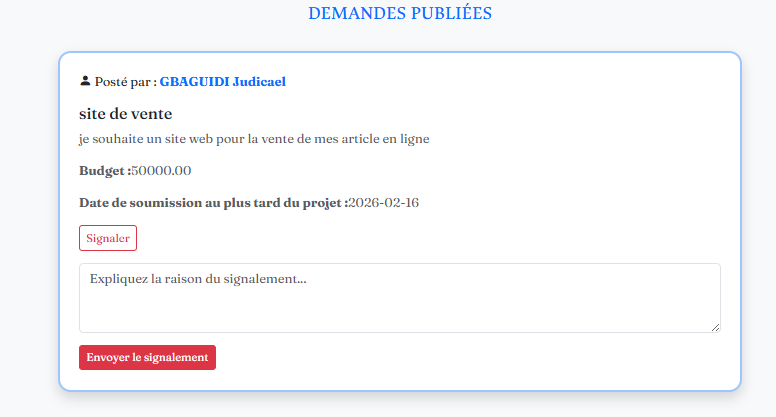 DEMANDES PUBLIÉES
Posté par : GBAGUIDI Judicael
site de vente
je souhaite un site web pour la vente de mes article en ligne
Budget :50000.00
Date de soumission au plus tard du projet :2026-02-16
Signaler
Expliquez la raison du signalement...
Envoyer le signalement